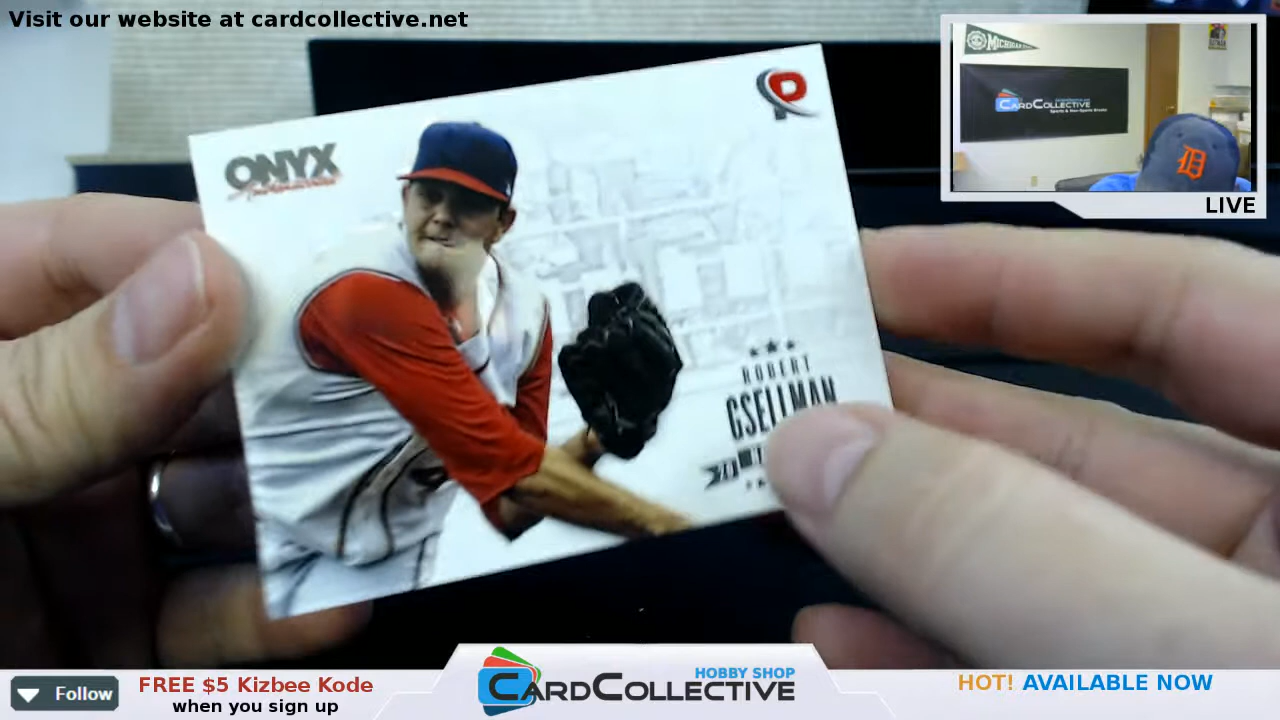 Visit our website at cardcollective.net
MICHIGAN
CARDCOLLECTIVE
D
LIVE
ONYX
P
ROBERT
GSELLMAN
Follow
FREE $5 Kizbee Kode
when you sign up
HOBBY SHOP
CARDCOLLECTIVE
HOT! AVAILABLE NOW